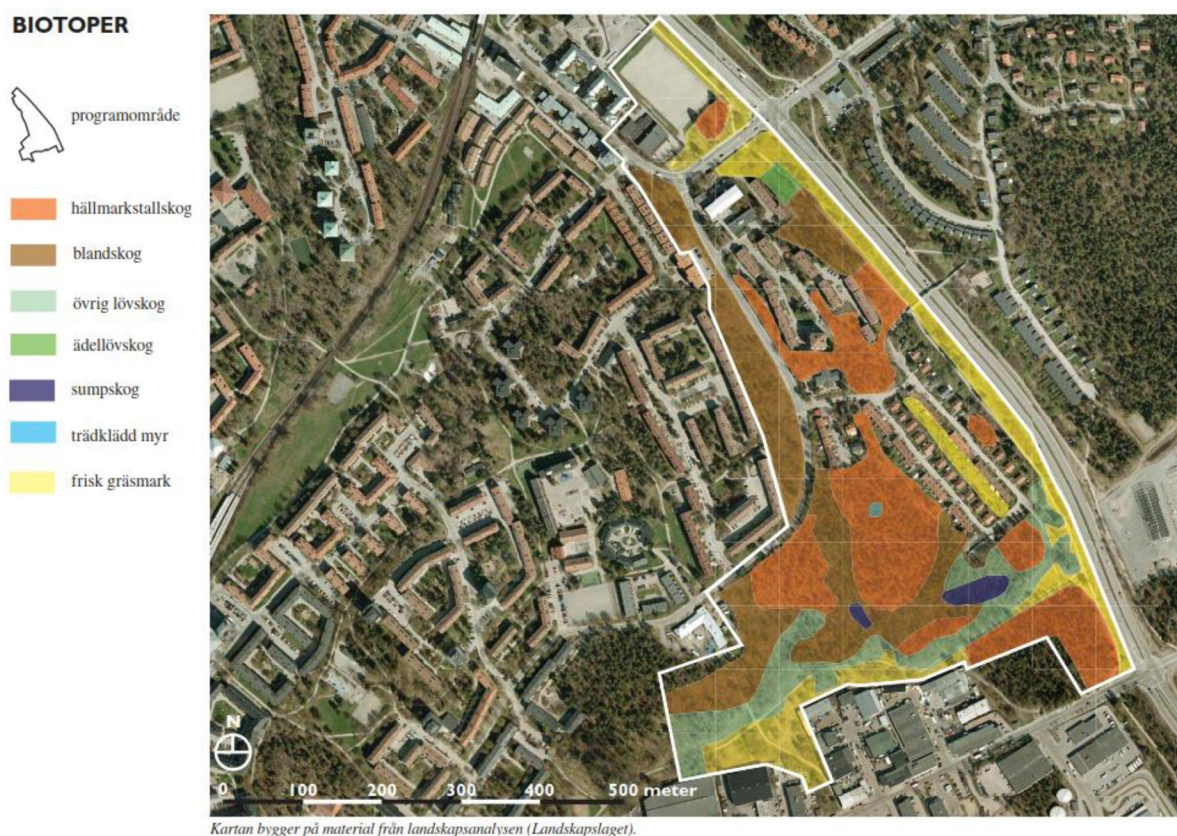 BIOTOPER
programområde
hällmarkstallskog
blandskog
övrig lövskog
ädellövskog
sumpskog
trädklädd myr
frisk gräsmark
N
0 100 200 300 400 500 meter
Kartan bygger på material från landskapsanalysen (Landskapslaget).